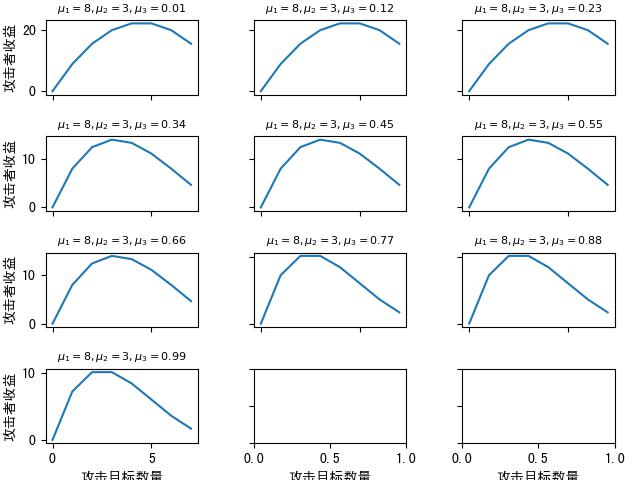 μ₁ = 8, μ₂ = 3, μ₃ = 0.01
μ₁ = 8, μ₂ = 3, μ₃ = 0.12
μ₁ = 8, μ₂ = 3, μ₃ = 0.23
攻击者收益
20
0
μ₁ = 8, μ₂ = 3, μ₃ = 0.34
μ₁ = 8, μ₂ = 3, μ₃ = 0.45
μ₁ = 8, μ₂ = 3, μ₃ = 0.55
攻击者收益
10
0
μ₁ = 8, μ₂ = 3, μ₃ = 0.66
μ₁ = 8, μ₂ = 3, μ₃ = 0.77
μ₁ = 8, μ₂ = 3, μ₃ = 0.88
攻击者收益
10
0
μ₁ = 8, μ₂ = 3, μ₃ = 0.99
攻击者收益
10
0
0 5
0.0 0.5 1.0
0.0 0.5 1.0
攻击目标数量
攻击目标数量
攻击目标数量